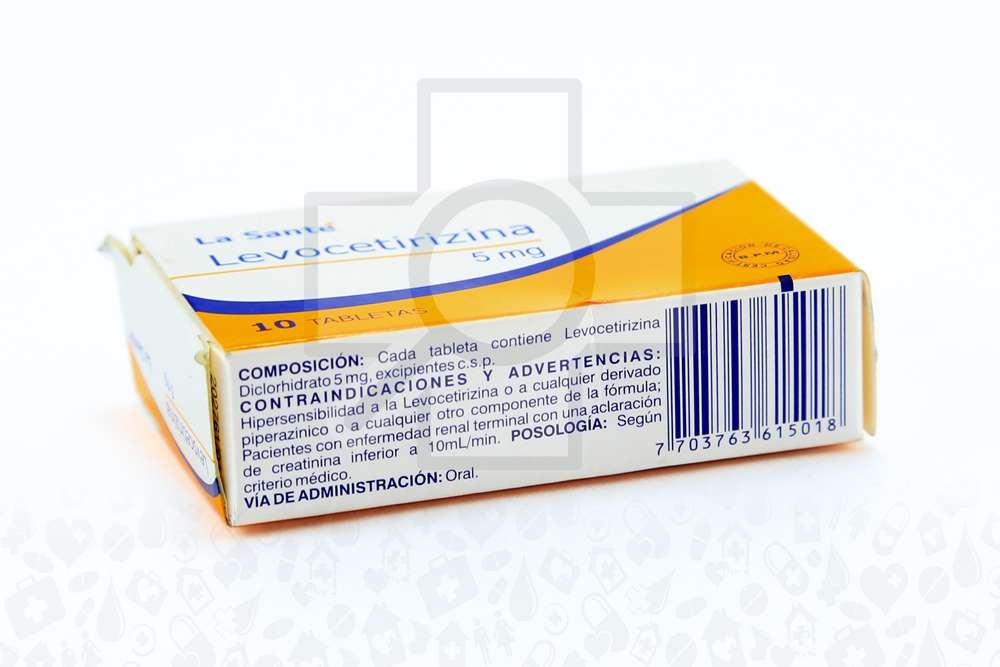 La Santé
Levocetirizina
5 mg
10 TABLETAS
COMPOSICIÓN: Cada tableta contiene Levocetirizina
Diclorhidrato 5 mg, excipientes c.s.p.
CONTRAINDICACIONES Y ADVERTENCIAS:
Hipersensibilidad a la Levocetirizina o a cualquier derivado
piperazinico o a cualquier otro componente de la fórmula;
Pacientes con enfermedad renal terminal con una aclaración
de creatinina inferior a 10mL/min. POSOLOGÍA: Según
criterio médico.
VÍA DE ADMINISTRACIÓN: Oral.
7 703763 615018
B.P.M